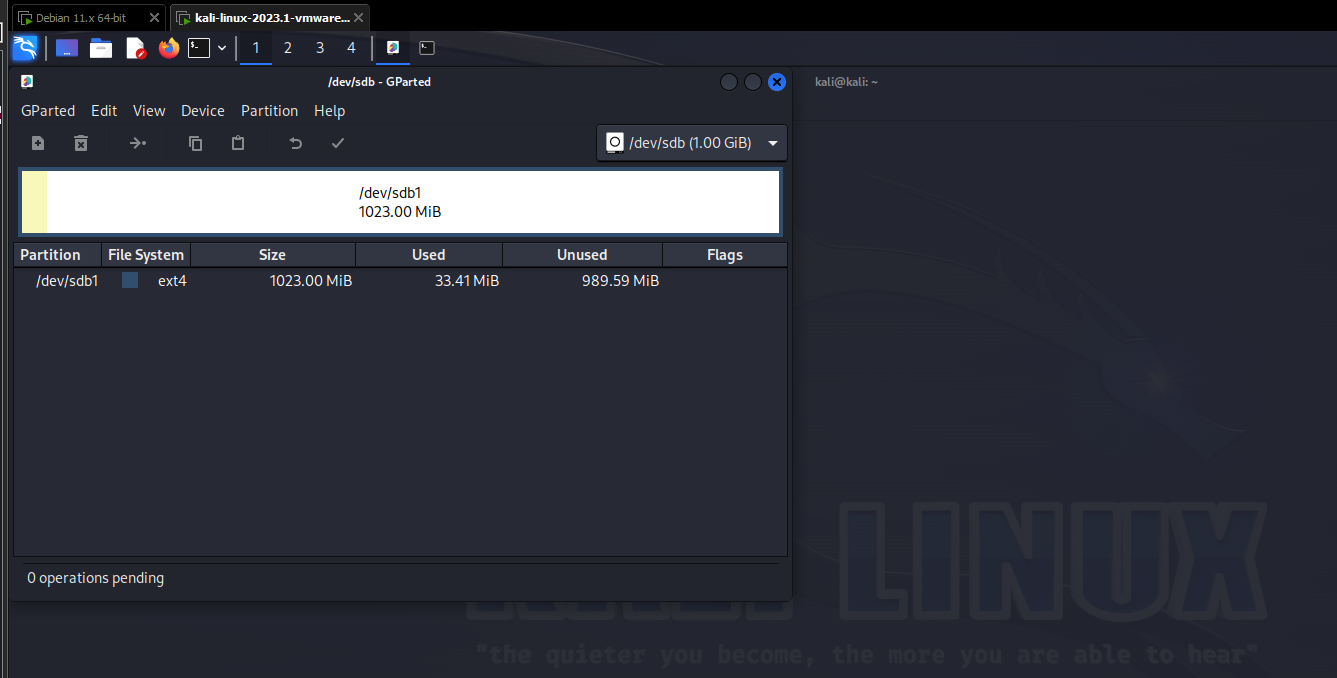 Debian 11.x 64-bit
kali-linux-2023.1-vmware...
1 2 3 4
/dev/sdb - GParted
kali@kali: ~
GParted Edit View Device Partition Help
/dev/sdb (1.00 GiB)
/dev/sdb1
1023.00 MiB
Partition File System Size Used Unused Flags
/dev/sdb1 ext4 1023.00 MiB 33.41 MiB 989.59 MiB
0 operations pending
KALI LINUX
"the quieter you become, the more you are able to hear"